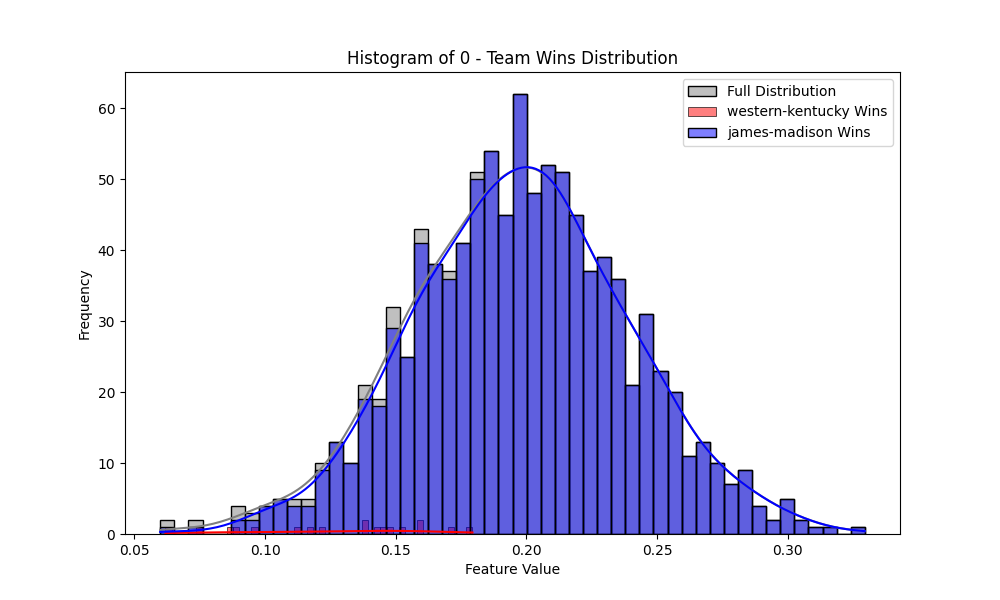 Histogram of 0 - Team Wins Distribution
Full Distribution
western-kentucky Wins
james-madison Wins
Frequency
60
50
40
30
20
10
0
0.05 0.10 0.15 0.20 0.25 0.30
Feature Value